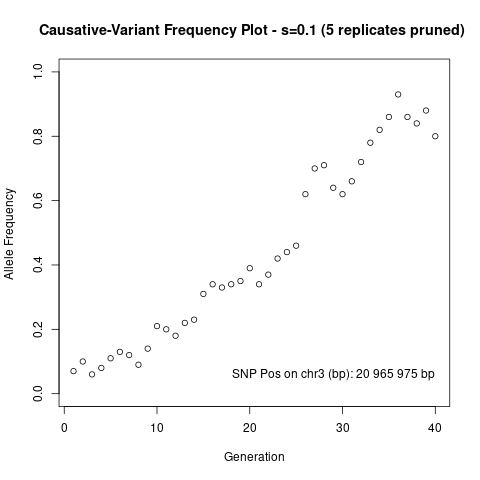 Causative-Variant Frequency Plot - s=0.1 (5 replicates pruned)
Allele Frequency
1.0
0.8
0.6
0.4
0.2
0.0
SNP Pos on chr3 (bp): 20 965 975 bp
0 10 20 30 40
Generation